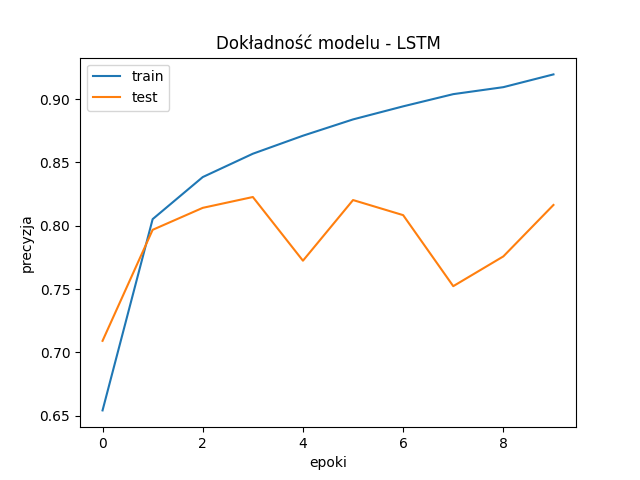 Dokładność modelu - LSTM
train
test
0.90
0.85
0.80
0.75
0.70
0.65
precyzja
0 2 4 6 8
epoki